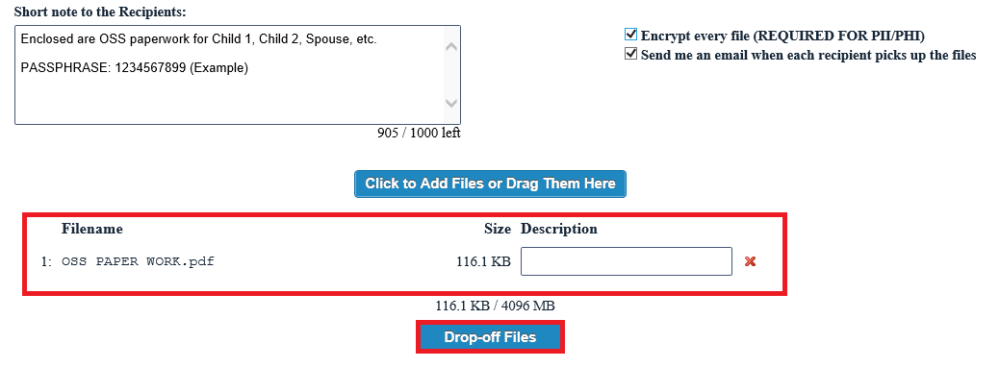 Short note to the Recipients:
Enclosed are OSS paperwork for Child 1, Child 2, Spouse, etc.
PASSPHRASE: 1234567899 (Example)
905 / 1000 left
Encrypt every file (REQUIRED FOR PII/PHI)
Send me an email when each recipient picks up the files
Click to Add Files or Drag Them Here
Filename Size Description
1: OSS PAPER WORK.pdf 116.1 KB
116.1 KB / 4096 MB
Drop-off Files